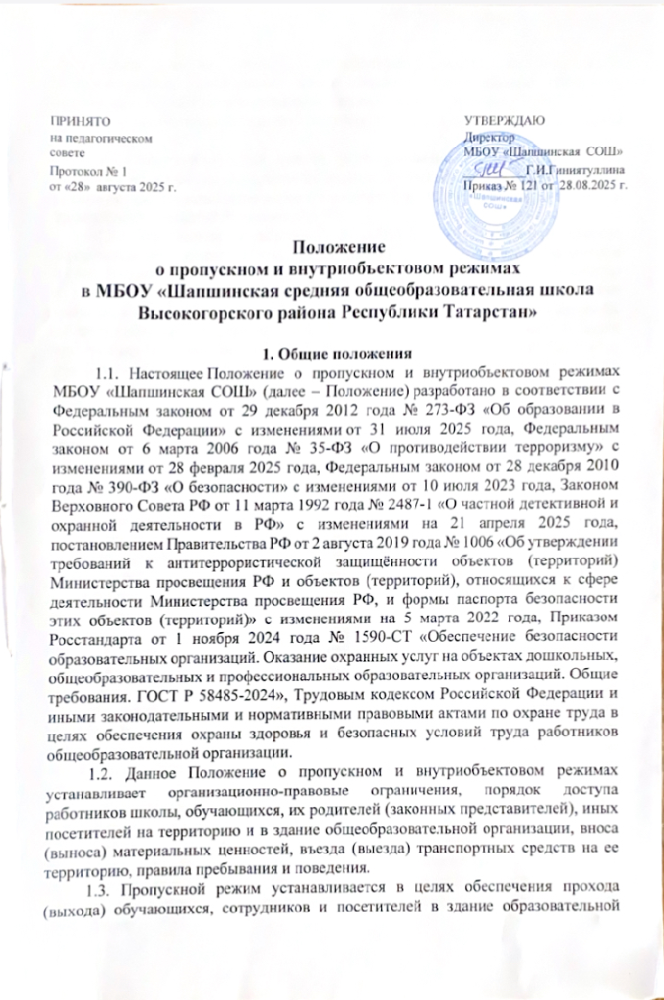 ПРИНЯТО
на педагогическом
совете
Протокол № 1
от «28» августа 2025 г.
УТВЕРЖДАЮ
Директор
МБОУ «Шапшинская СОШ»
Г.И.Гиниятуллина
Приказ № 121 от 28.08.2025 г.
«Шапшинская
СОШ»
Положение
о пропускном и внутриобъектовом режимах
в МБОУ «Шапшинская средняя общеобразовательная школа
Высокогорского района Республики Татарстан»
1. Общие положения
1.1. Настоящее Положение о пропускном и внутриобъектовом режимах
МБОУ «Шапшинская СОШ» (далее – Положение) разработано в соответствии с
Федеральным законом от 29 декабря 2012 года № 273-ФЗ «Об образовании в
Российской Федерации» с изменениями от 31 июля 2025 года, Федеральным
законом от 6 марта 2006 года № 35-ФЗ «О противодействии терроризму» с
изменениями от 28 февраля 2025 года, Федеральным законом от 28 декабря 2010
года № 390-ФЗ «О безопасности» с изменениями от 10 июля 2023 года, Законом
Верховного Совета РФ от 11 марта 1992 года № 2487-1 «О частной детективной и
охранной деятельности в РФ» с изменениями на 21 апреля 2025 года,
постановлением Правительства РФ от 2 августа 2019 года № 1006 «Об утверждении
требований к антитеррористической защищённости объектов (территорий)
Министерства просвещения РФ и объектов (территорий), относящихся к сфере
деятельности Министерства просвещения РФ, и формы паспорта безопасности
этих объектов (территорий)» с изменениями на 5 марта 2022 года, Приказом
Росстандарта от 1 ноября 2024 года № 1590-СТ «Обеспечение безопасности
образовательных организаций. Оказание охранных услуг на объектах дошкольных,
общеобразовательных и профессиональных образовательных организаций. Общие
требования. ГОСТ Р 58485-2024», Трудовым кодексом Российской Федерации и
иными законодательными и нормативными правовыми актами по охране труда в
целях обеспечения охраны здоровья и безопасных условий труда работников
общеобразовательной организации.
1.2. Данное Положение о пропускном и внутриобъектовом режимах
устанавливает организационно-правовые ограничения, порядок доступа
работников школы, обучающихся, их родителей (законных представителей), иных
посетителей на территорию и в здание общеобразовательной организации, вноса
(выноса) материальных ценностей, въезда (выезда) транспортных средств на ее
территорию, правила пребывания и поведения.
1.3. Пропускной режим устанавливается в целях обеспечения прохода
(выхода) обучающихся, сотрудников и посетителей в здание образовательной